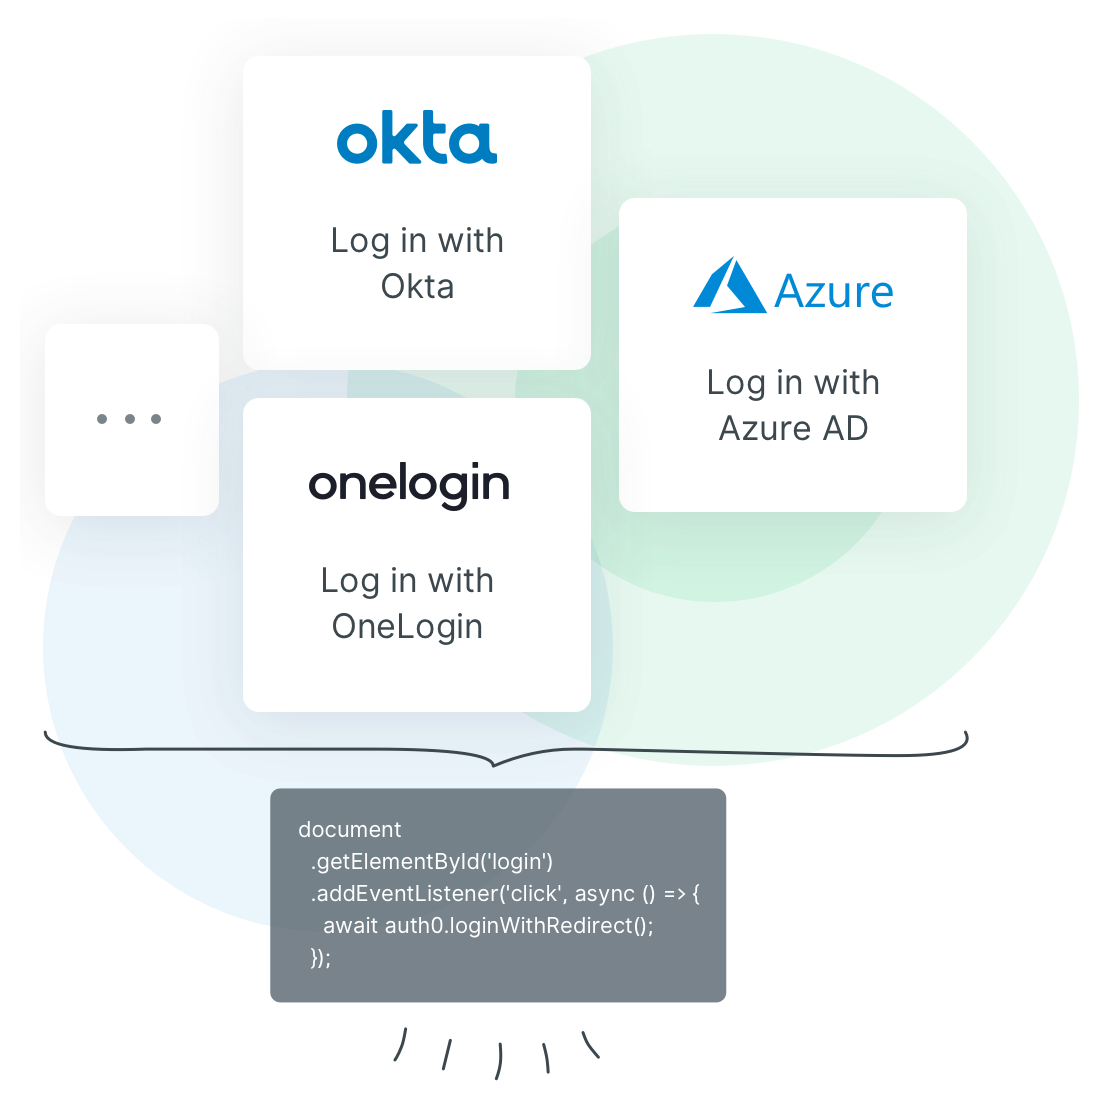 okta
Log in with
Okta
Azure
Log in with
Azure AD
• • •
onelogin
Log in with
OneLogin
document
.getElementById('login')
.addEventListener('click', async () => {
await auth0.loginWithRedirect();
});